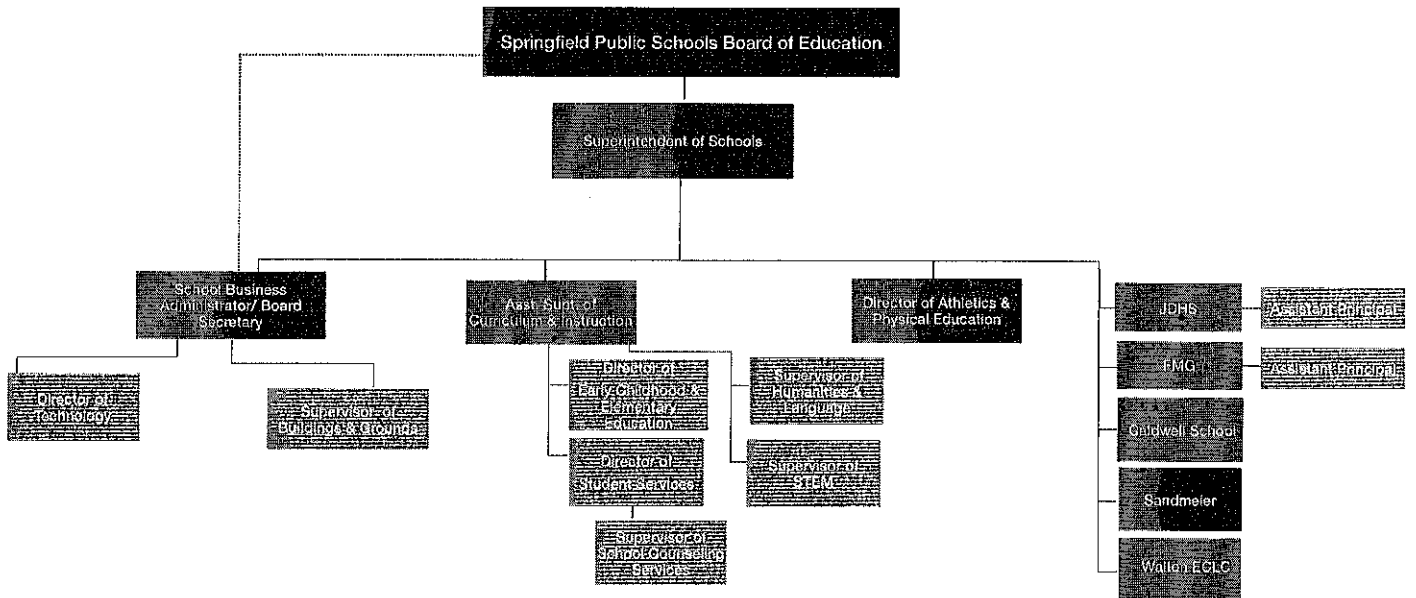 Springfield Public Schools Board of Education
Superintendent of Schools
School Business
Administrator/ Board
Secretary
Asst. Supt. of
Curriculum & Instruction
Director of Athletics &
Physical Education
JDHS
Assistant Principal
FMG
Assistant Principal
Caldwell School
Sandmeier
Walton ECLC
Director of
Technology
Supervisor of
Buildings & Grounds
Director of
Early Childhood &
Elementary
Education
Supervisor of
Humanities &
Language
Director of
Student Services
Supervisor of
STEM
Supervisor of
School Counseling
Services